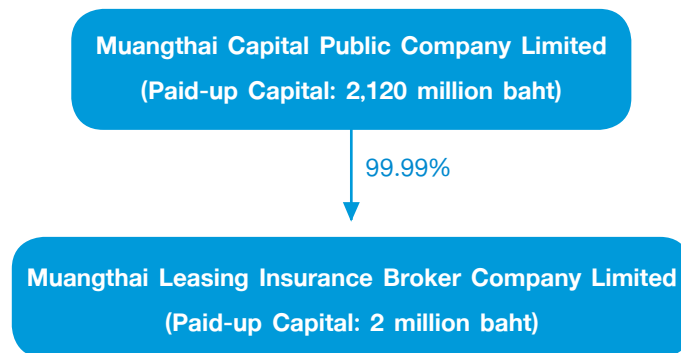 Muangthai Capital Public Company Limited
(Paid-up Capital: 2,120 million baht)
99.99%
Muangthai Leasing Insurance Broker Company Limited
(Paid-up Capital: 2 million baht)